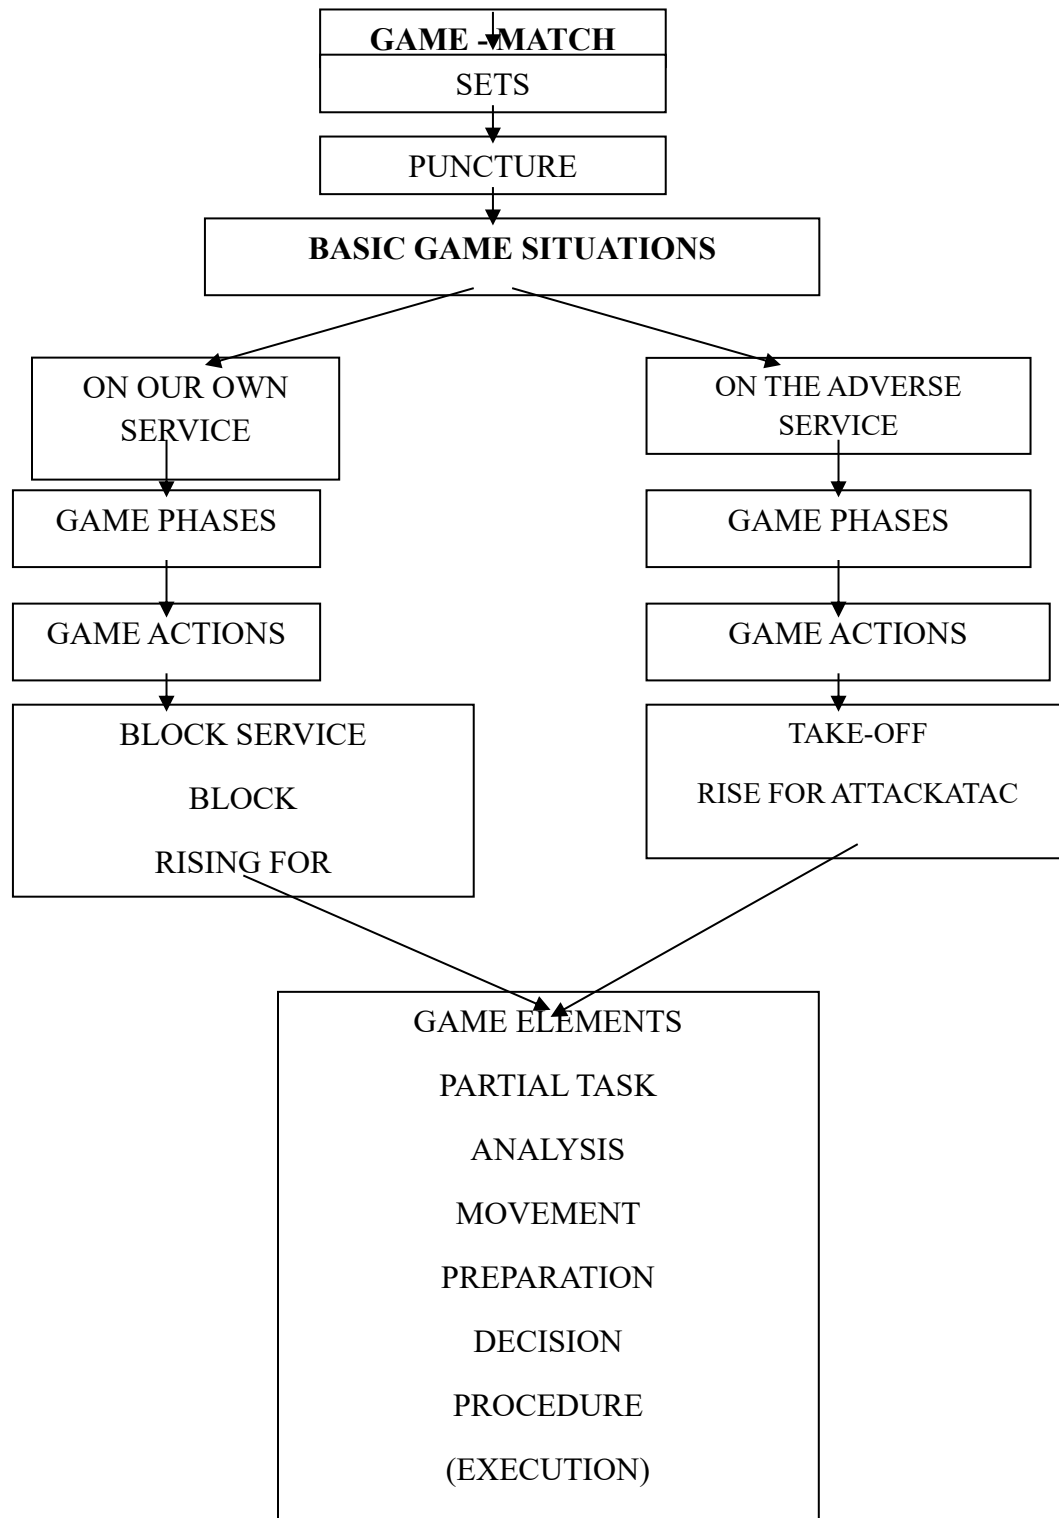 GAME - MATCH
SETS
PUNCTURE
BASIC GAME SITUATIONS
ON OUR OWN
SERVICE
GAME PHASES
GAME ACTIONS
BLOCK SERVICE
BLOCK
RISING FOR
ON THE ADVERSE
SERVICE
GAME PHASES
GAME ACTIONS
TAKE-OFF
RISE FOR ATTACKATAC
GAME ELEMENTS
PARTIAL TASK
ANALYSIS
MOVEMENT
PREPARATION
DECISION
PROCEDURE
(EXECUTION)